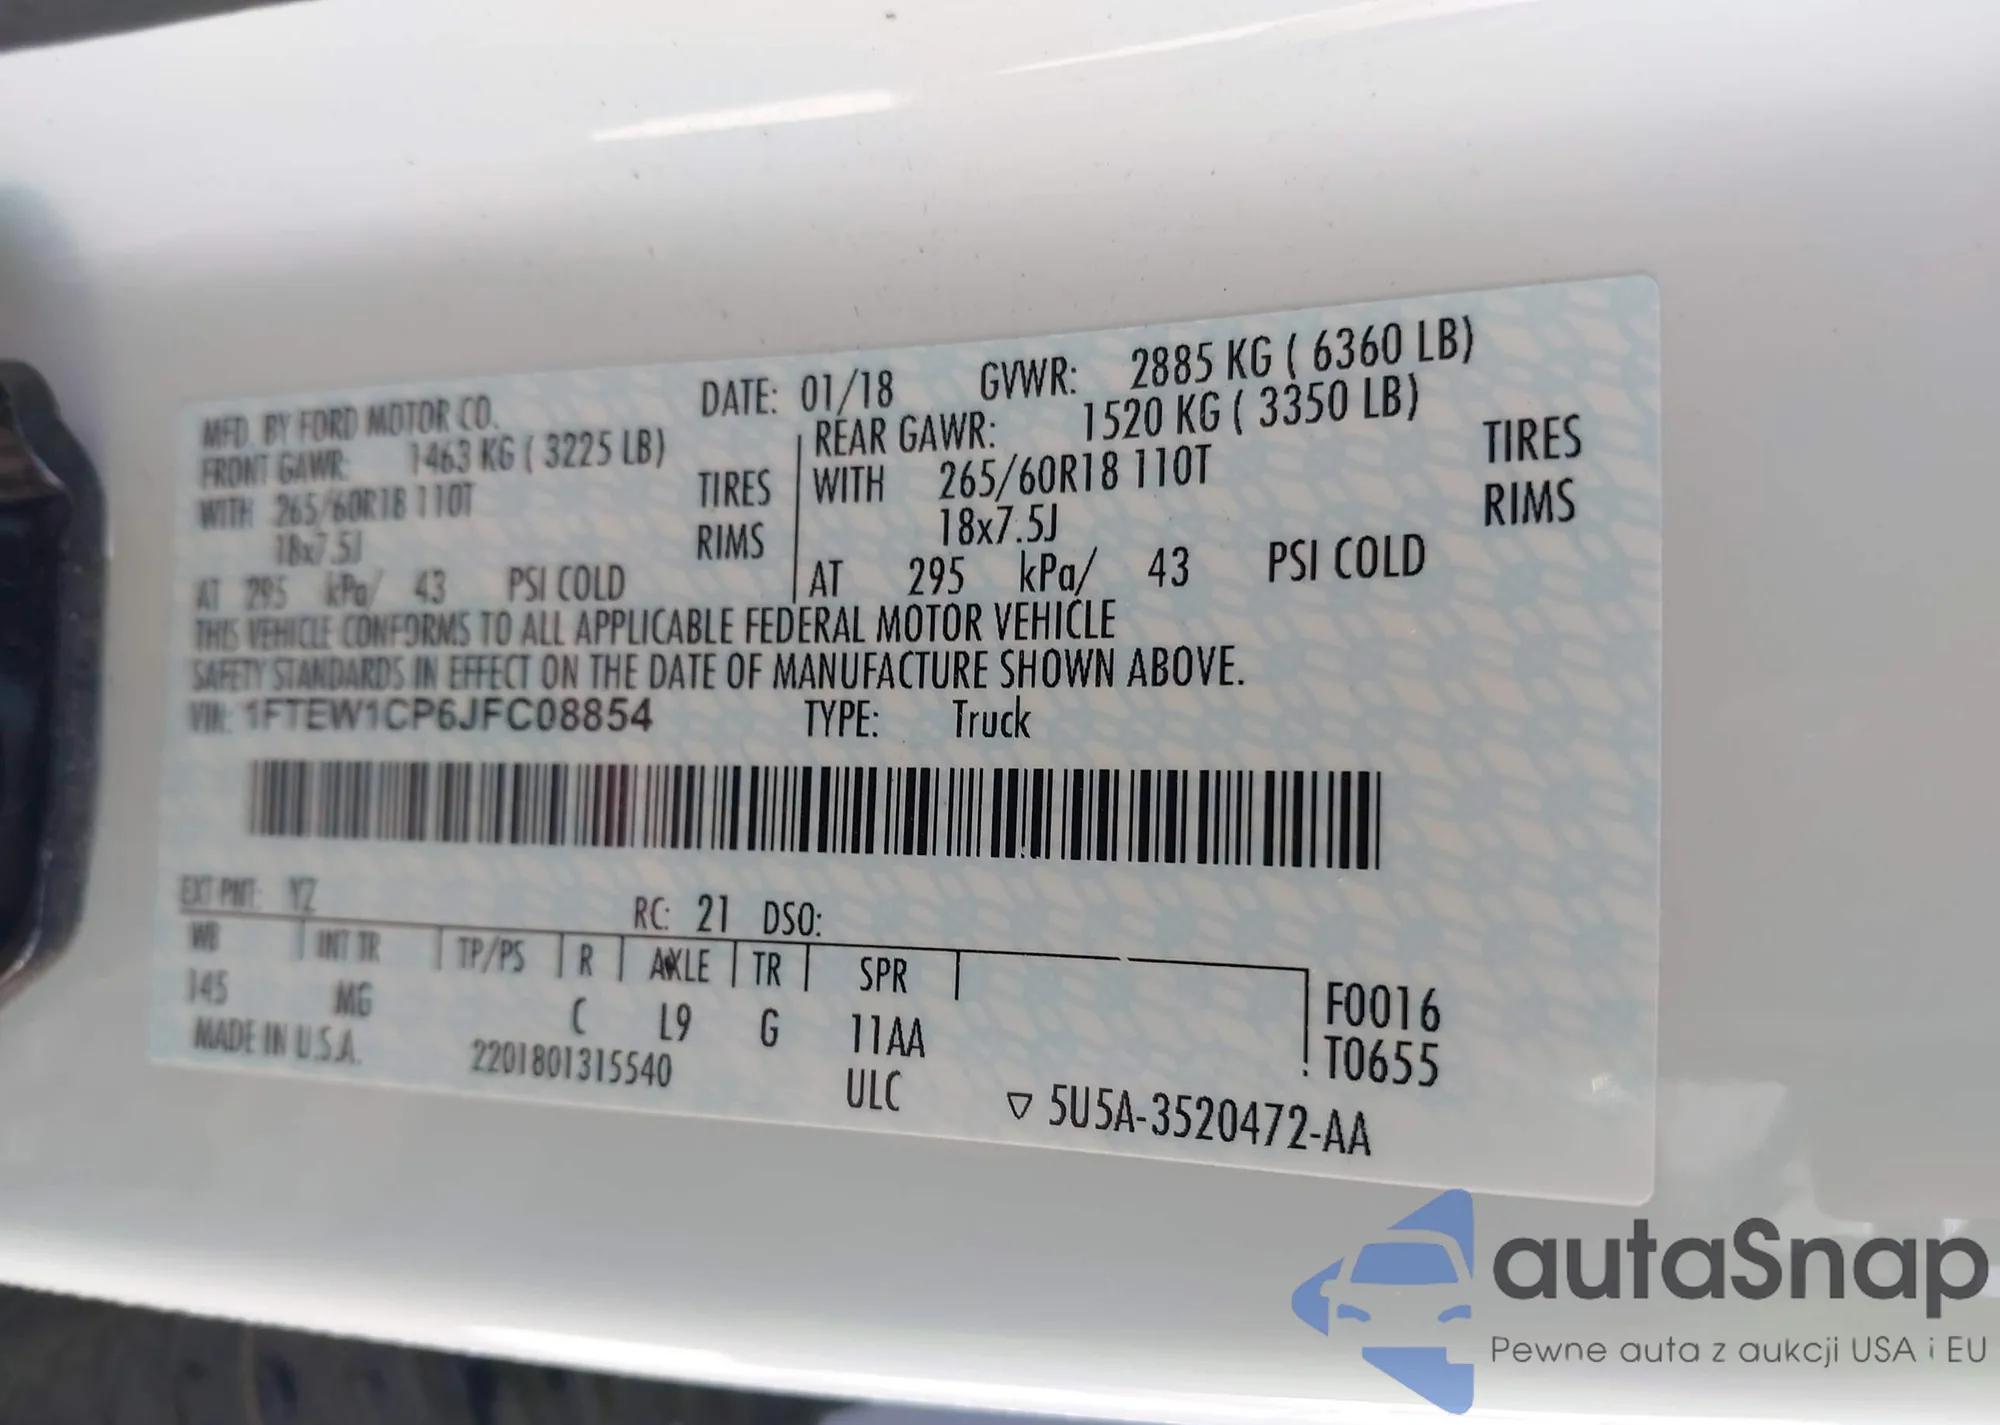 MFD. BY FORD MOTOR CO. DATE: 01/18 GVWR: 2885 KG ( 6360 LB)
FRONT GAWR: 1463 KG ( 3225 LB) REAR GAWR: 1520 KG ( 3350 LB)
WITH 265/60R18 110T TIRES WITH 265/60R18 110T TIRES
18x7.5J RIMS 18x7.5J RIMS
AT 295 kPa/ 43 PSI COLD AT 295 kPa/ 43 PSI COLD
THIS VEHICLE CONFORMS TO ALL APPLICABLE FEDERAL MOTOR VEHICLE
SAFETY STANDARDS IN EFFECT ON THE DATE OF MANUFACTURE SHOWN ABOVE.
VIN: 1FTEW1CP6JFC08854 TYPE: Truck
EXT PNT: YZ RC: 21 DSO:
WB INT TR TP/PS R AXLE TR SPR F0016
145 MG C L9 G 11AA T0655
MADE IN U.S.A. 2201801315540 ULC ▽ 5U5A-3520472-AA
autaSnap
Pewne auta z aukcji USA i EU